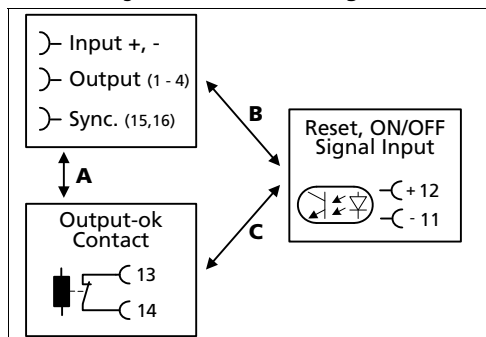 Input +, -
Output (1 - 4)
Sync. (15,16)
A
B
C
Reset, ON/OFF
Signal Input
+ 12
- 11
Output-ok
Contact
13
14